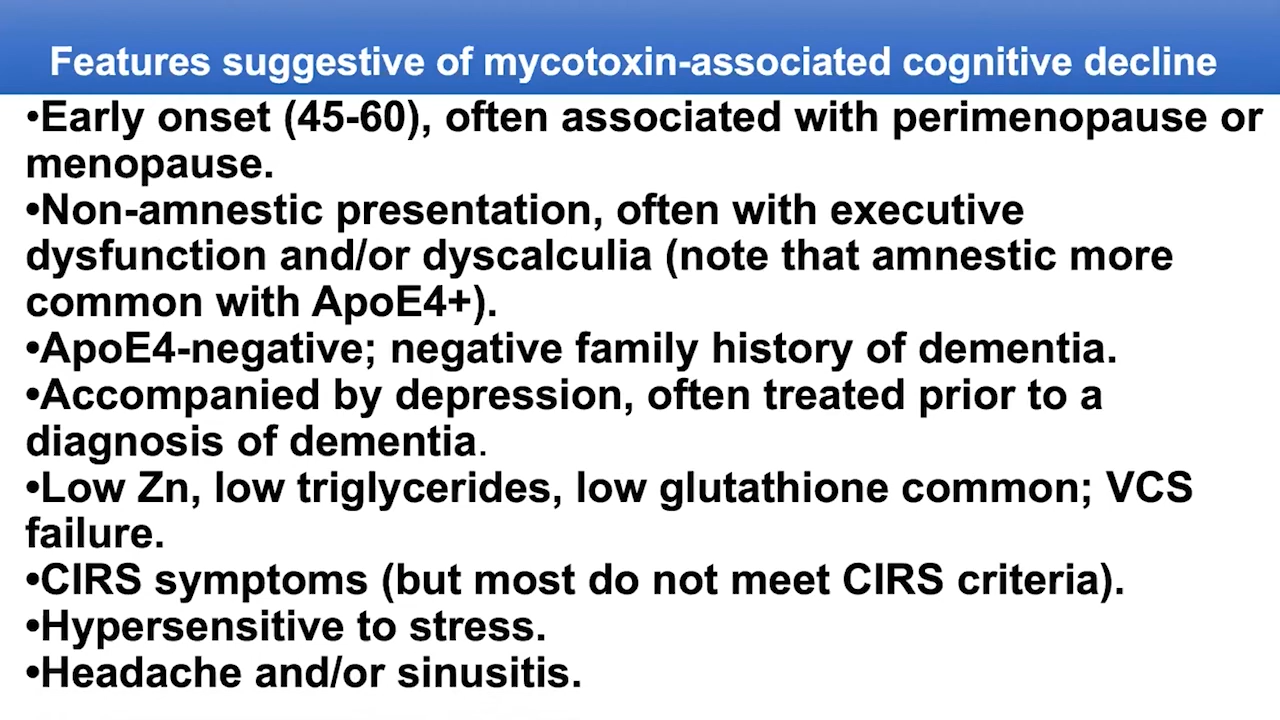 Features suggestive of mycotoxin-associated cognitive decline
•Early onset (45-60), often associated with perimenopause or
menopause.
•Non-amnestic presentation, often with executive
dysfunction and/or dyscalculia (note that amnestic more
common with ApoE4+).
•ApoE4-negative; negative family history of dementia.
•Accompanied by depression, often treated prior to a
diagnosis of dementia.
•Low Zn, low triglycerides, low glutathione common; VCS
failure.
•CIRS symptoms (but most do not meet CIRS criteria).
•Hypersensitive to stress.
•Headache and/or sinusitis.